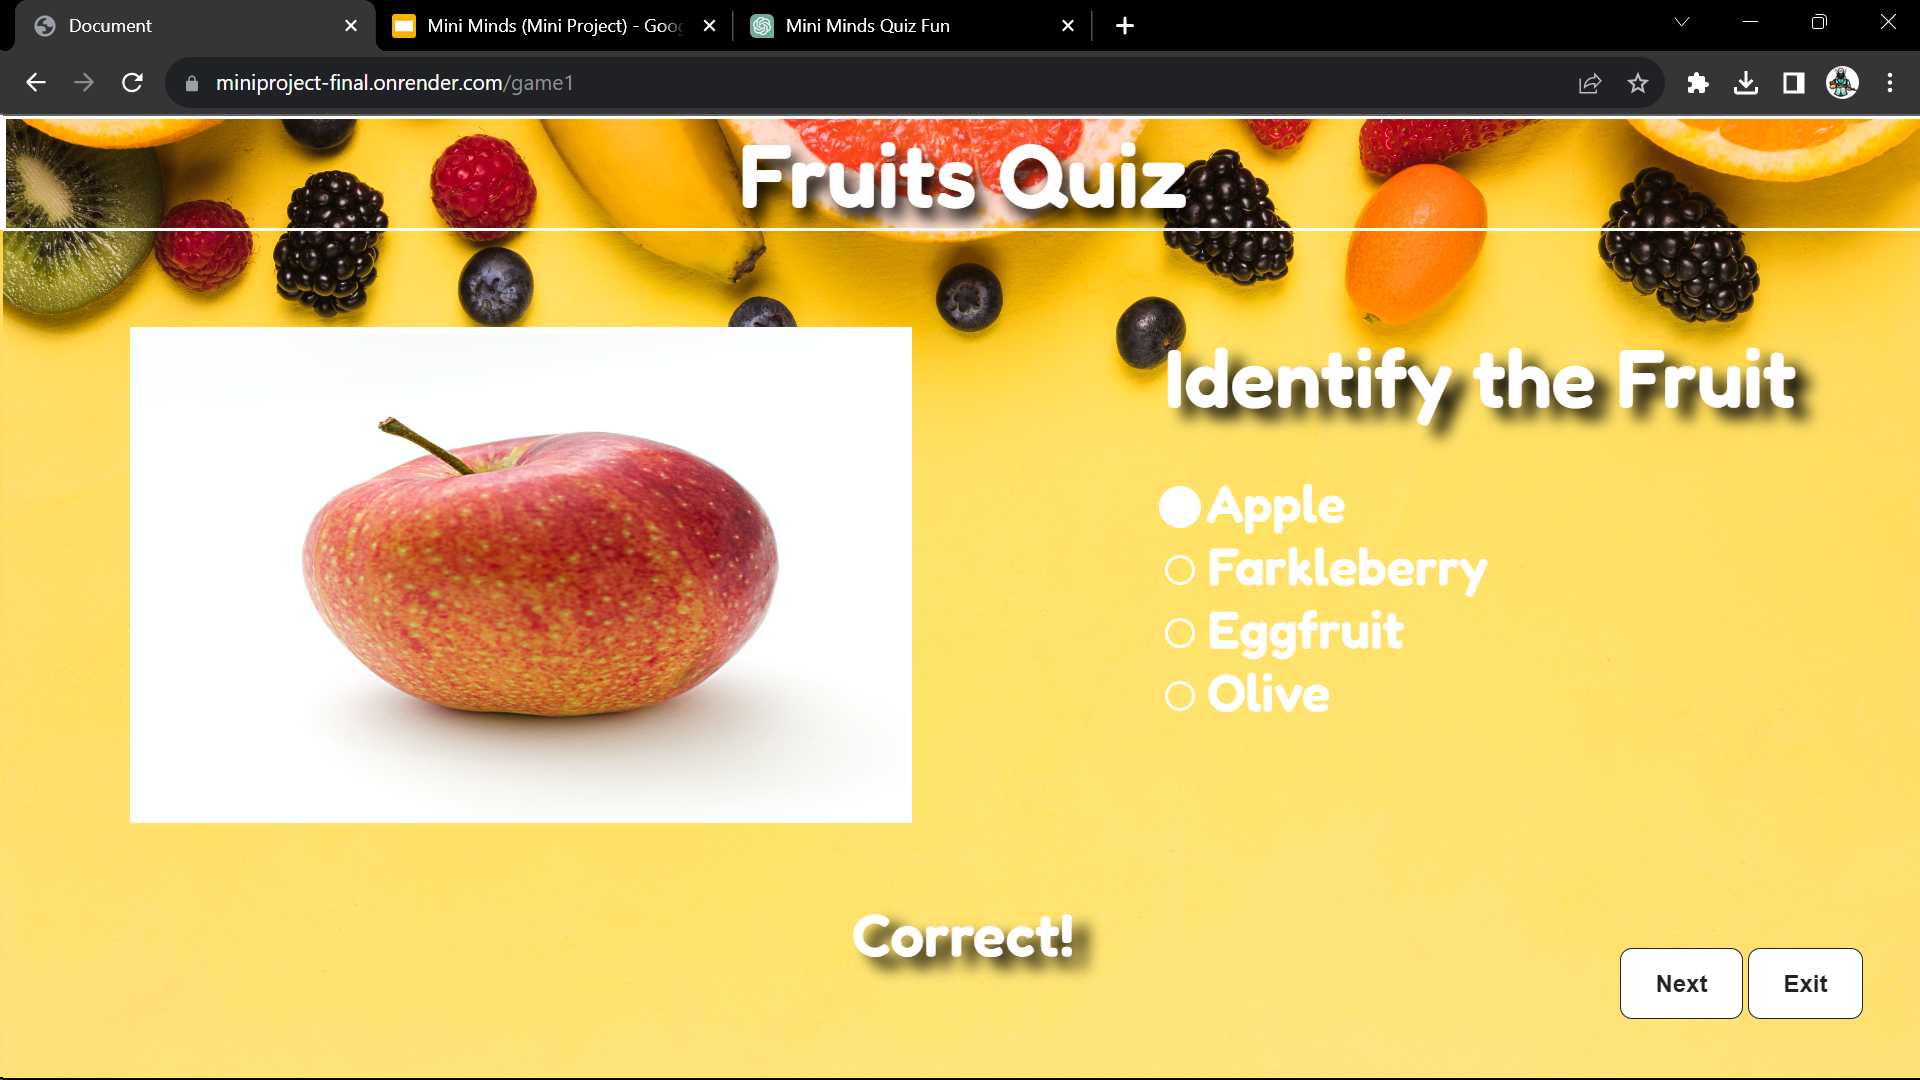 Document
Mini Minds (Mini Project) - Goo
Mini Minds Quiz Fun
miniproject-final.onrender.com/game1
Fruits Quiz
Identify the Fruit
Apple
Farkleberry
Eggfruit
Olive
Correct!
Next
Exit